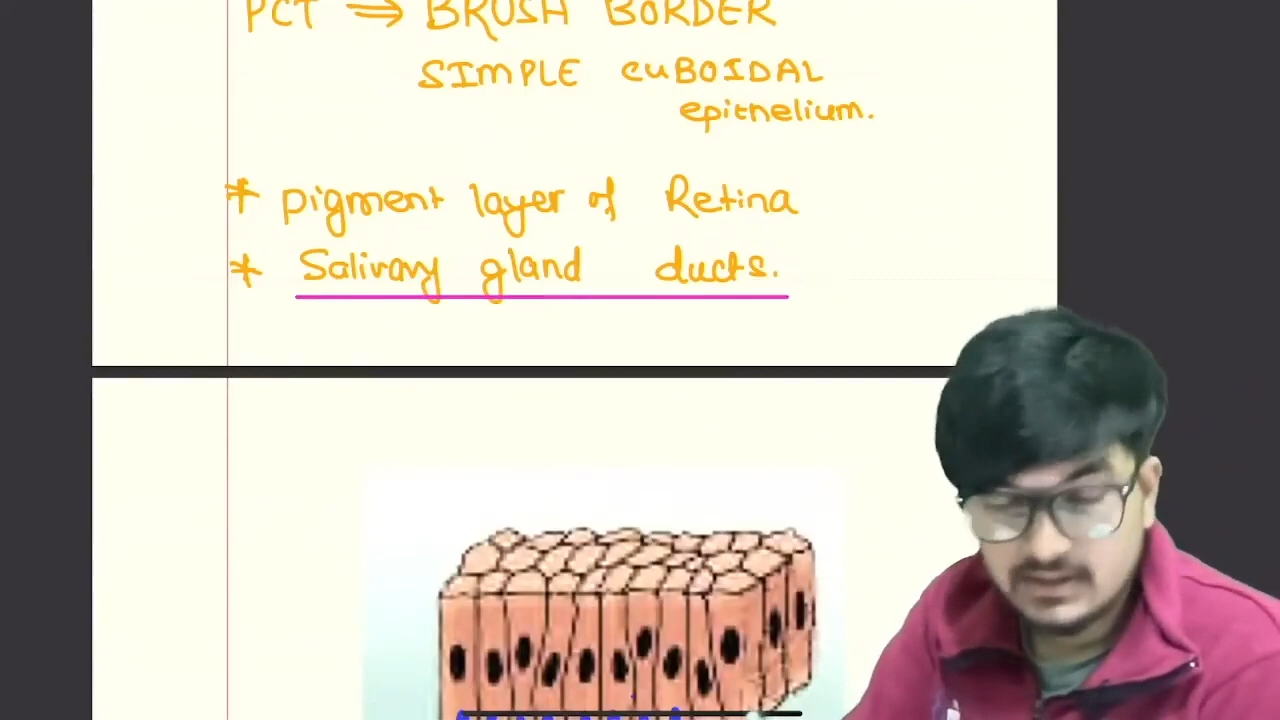 PCT ⇒ BRUSH BORDER
SIMPLE CUBOIDAL
epithelium.
* pigment layer of Retina
* Salivary gland ducts.